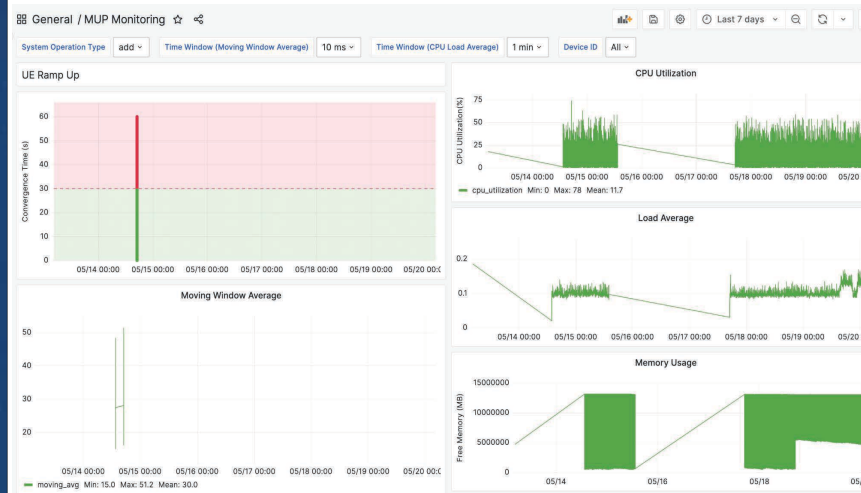 General / MUP Monitoring
Last 7 days
System Operation Type add Time Window (Moving Window Average) 10 ms Time Window (CPU Load Average) 1 min Device ID All
UE Ramp Up
Convergence Time (s)
60
50
40
30
20
10
0
05/14 00:00 05/15 00:00 05/16 00:00 05/17 00:00 05/18 00:00 05/19 00:00 05/20 00:0
Moving Window Average
50
40
30
20
05/14 00:00 05/15 00:00 05/16 00:00 05/17 00:00 05/18 00:00 05/19 00:00 05/20 00:0
moving_avg Min: 15.0 Max: 51.2 Mean: 30.0
CPU Utilization
CPU Utilization(%)
75
50
25
0
05/14 00:00 05/15 00:00 05/16 00:00 05/17 00:00 05/18 00:00 05/19 00:00 05/20
cpu_utilization Min: 0 Max: 78 Mean: 11.7
Load Average
0.2
0.1
0
05/14 00:00 05/15 00:00 05/16 00:00 05/17 00:00 05/18 00:00 05/19 00:00 05/20
Memory Usage
Free Memory (MB)
15000000
10000000
5000000
0
05/14 05/16 05/18 05/